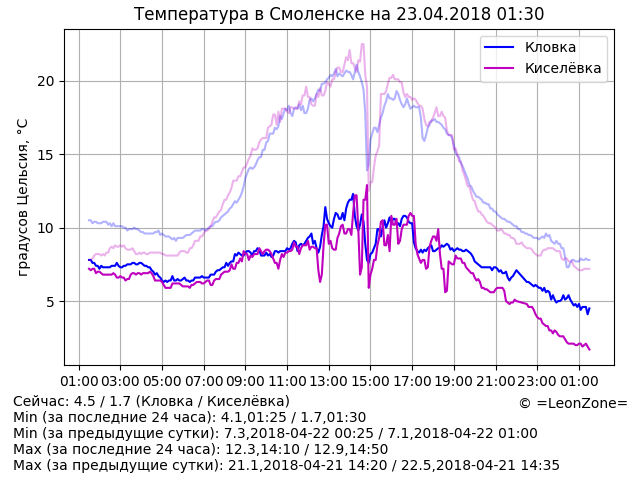 Температура в Смоленске на 23.04.2018 01:30
Кловка
Киселёвка
градусов Цельсия, °C
20
15
10
5
01:00 03:00 05:00 07:00 09:00 11:00 13:00 15:00 17:00 19:00 21:00 23:00 01:00
Сейчас: 4.5 / 1.7 (Кловка / Киселёвка)
© =LeonZone=
Min (за последние 24 часа): 4.1,01:25 / 1.7,01:30
Min (за предыдущие сутки): 7.3,2018-04-22 00:25 / 7.1,2018-04-22 01:00
Max (за последние 24 часа): 12.3,14:10 / 12.9,14:50
Max (за предыдущие сутки): 21.1,2018-04-21 14:20 / 22.5,2018-04-21 14:35